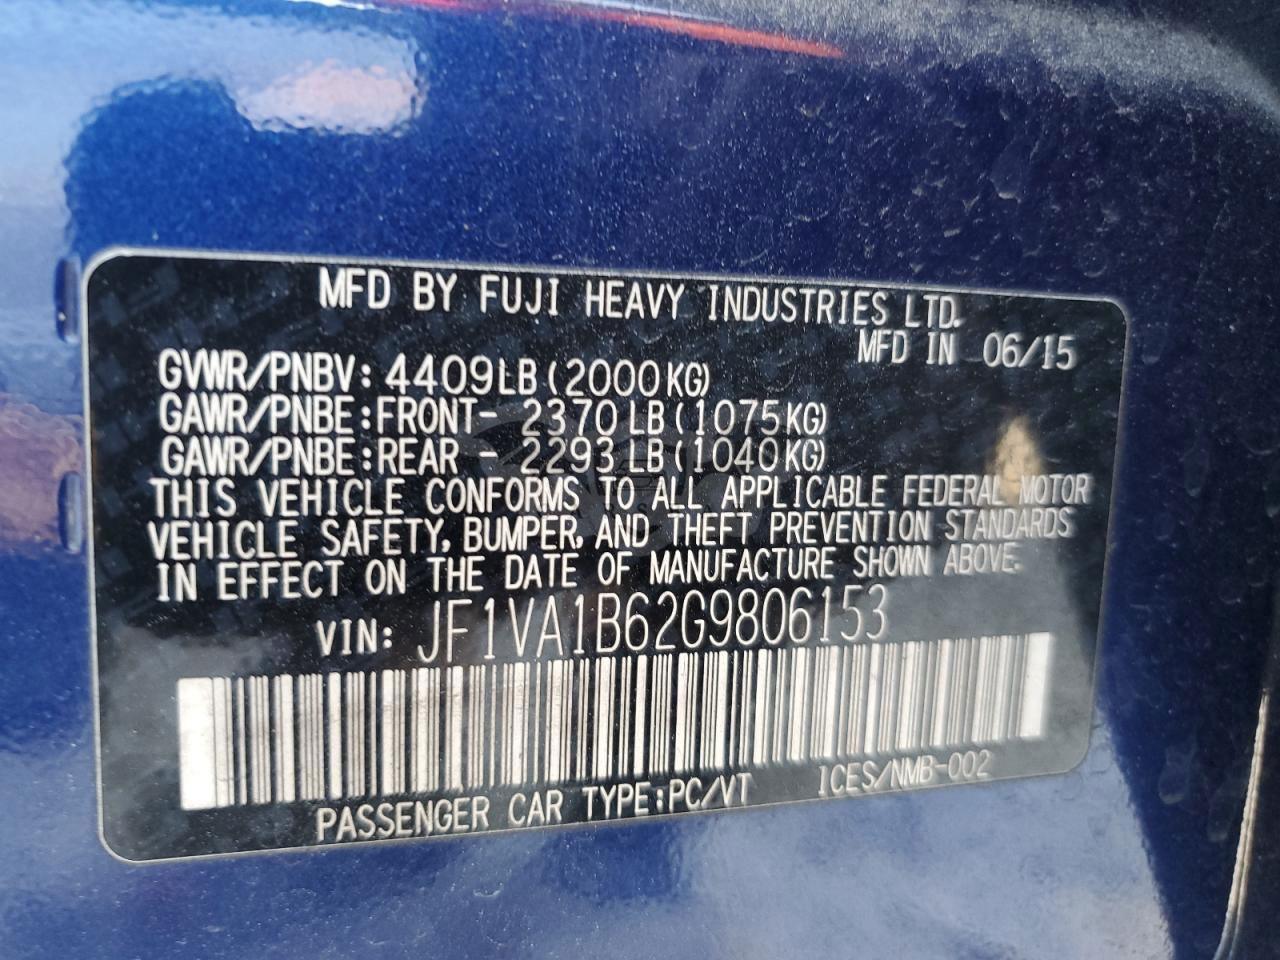 MFD BY FUJI HEAVY INDUSTRIES LTD.
MFD IN 06/15
GVWR/PNBV: 4409LB (2000KG)
GAWR/PNBE:FRONT- 2370LB (1075KG)
GAWR/PNBE:REAR - 2293LB (1040KG)
THIS VEHICLE CONFORMS TO ALL APPLICABLE FEDERAL MOTOR
VEHICLE SAFETY, BUMPER, AND THEFT PREVENTION STANDARDS
IN EFFECT ON THE DATE OF MANUFACTURE SHOWN ABOVE.
VIN: JF1VA1B62G9806153
PASSENGER CAR TYPE:PC/VT ICES/NMB-002